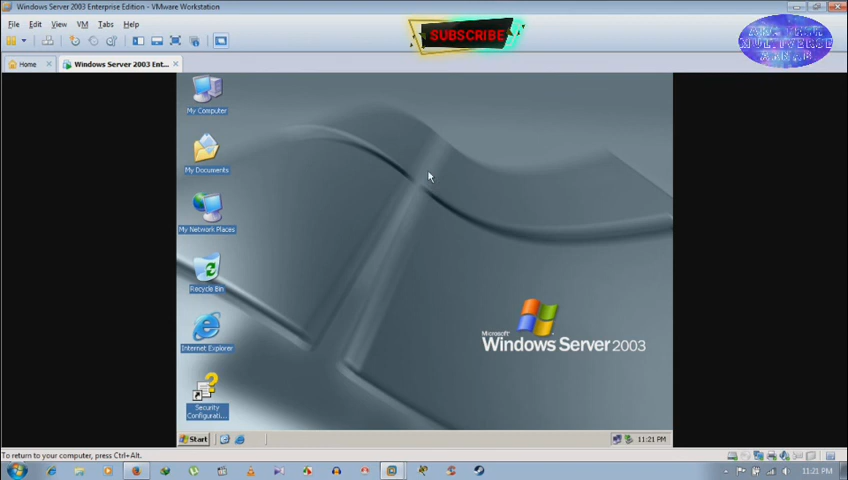 Windows Server 2003 Enterprise Edition - VMware Workstation
File Edit View VM Tabs Help
SUBSCRIBE
MULTIVERSE
Home
Windows Server 2003 Ent...
My Computer
My Documents
My Network Places
Recycle Bin
Internet Explorer
Security
Configurati...
Microsoft
Windows Server 2003
Start
11:21 PM
To return to your computer, press Ctrl+Alt.
11:21 PM